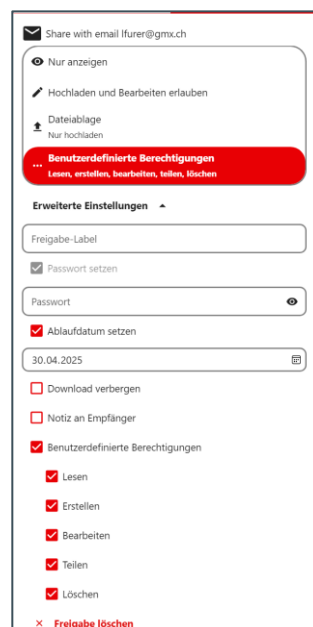 Share with email lfurer@gmx.ch
Nur anzeigen
Hochladen und Bearbeiten erlauben
Dateiablage
Nur hochladen
Benutzerdefinierte Berechtigungen
Lesen, erstellen, bearbeiten, teilen, löschen
Erweiterte Einstellungen
Freigabe-Label
Passwort setzen
Passwort
Ablaufdatum setzen
30.04.2025
Download verbergen
Notiz an Empfänger
Benutzerdefinierte Berechtigungen
Lesen
Erstellen
Bearbeiten
Teilen
Löschen
Freigabe löschen